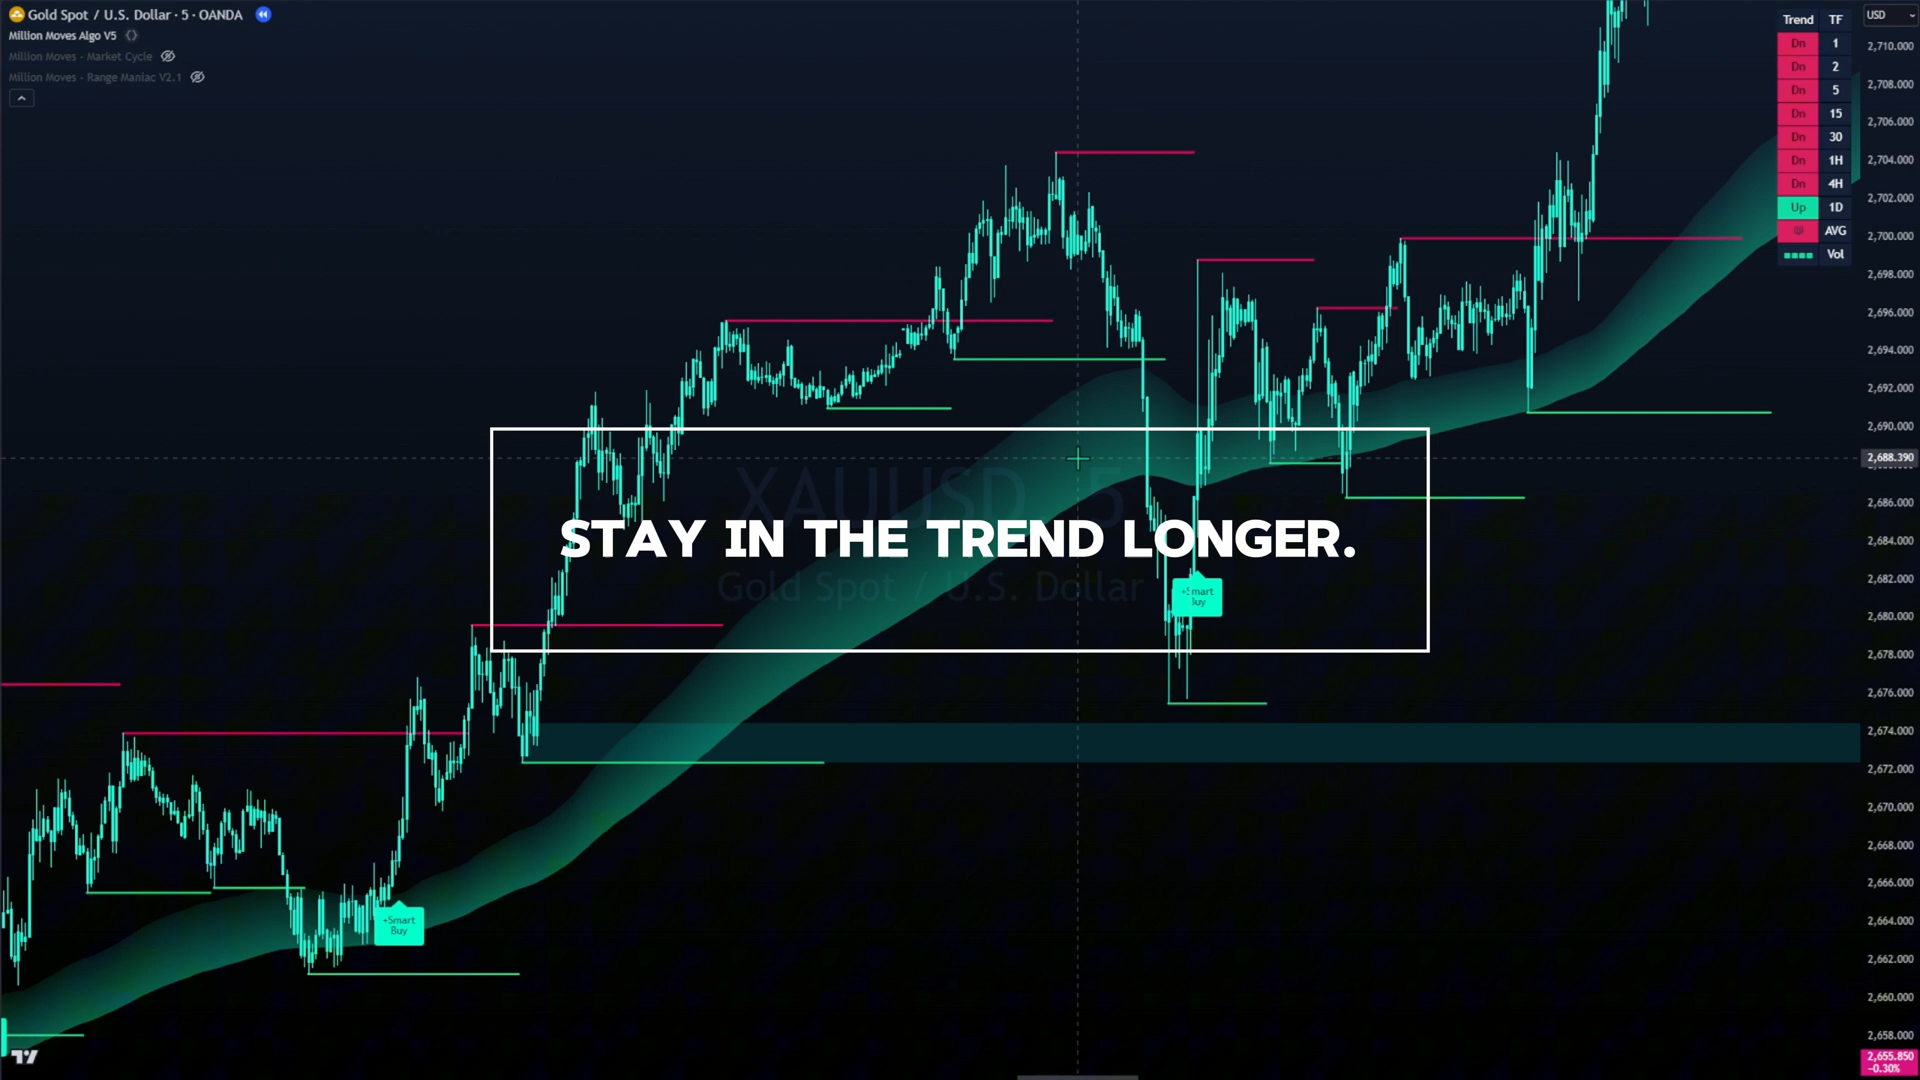 Gold Spot / U.S. Dollar · 5 · OANDA
Million Moves Algo V5
Million Moves - Market Cycle
Million Moves - Range Maniac V2.1
Trend TF
Dn 1
Dn 2
Dn 5
Dn 15
Dn 30
Dn 1H
Dn 4H
Up 1D
AVG
Vol
USD
2,710.000
2,708.000
2,706.000
2,704.000
2,702.000
2,700.000
2,698.000
2,696.000
2,694.000
2,692.000
2,690.000
2,688.390
2,686.000
2,684.000
2,682.000
2,680.000
2,678.000
2,676.000
2,674.000
2,672.000
2,670.000
2,668.000
2,666.000
2,664.000
2,662.000
2,660.000
2,658.000
2,655.850
−0.30%
XAUUSD 5
STAY IN THE TREND LONGER.
Gold Spot / U.S. Dollar
+Smart
Buy
+Smart
Buy